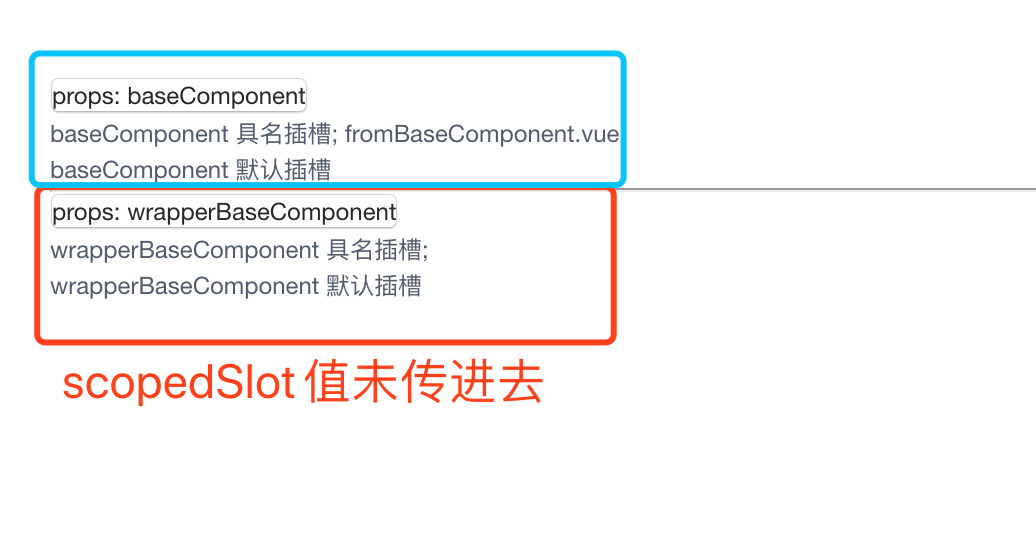 props: baseComponent
baseComponent 具名插槽; fromBaseComponent.vue
baseComponent 默认插槽
props: wrapperBaseComponent
wrapperBaseComponent 具名插槽;
wrapperBaseComponent 默认插槽
scopedSlot 值未传进去